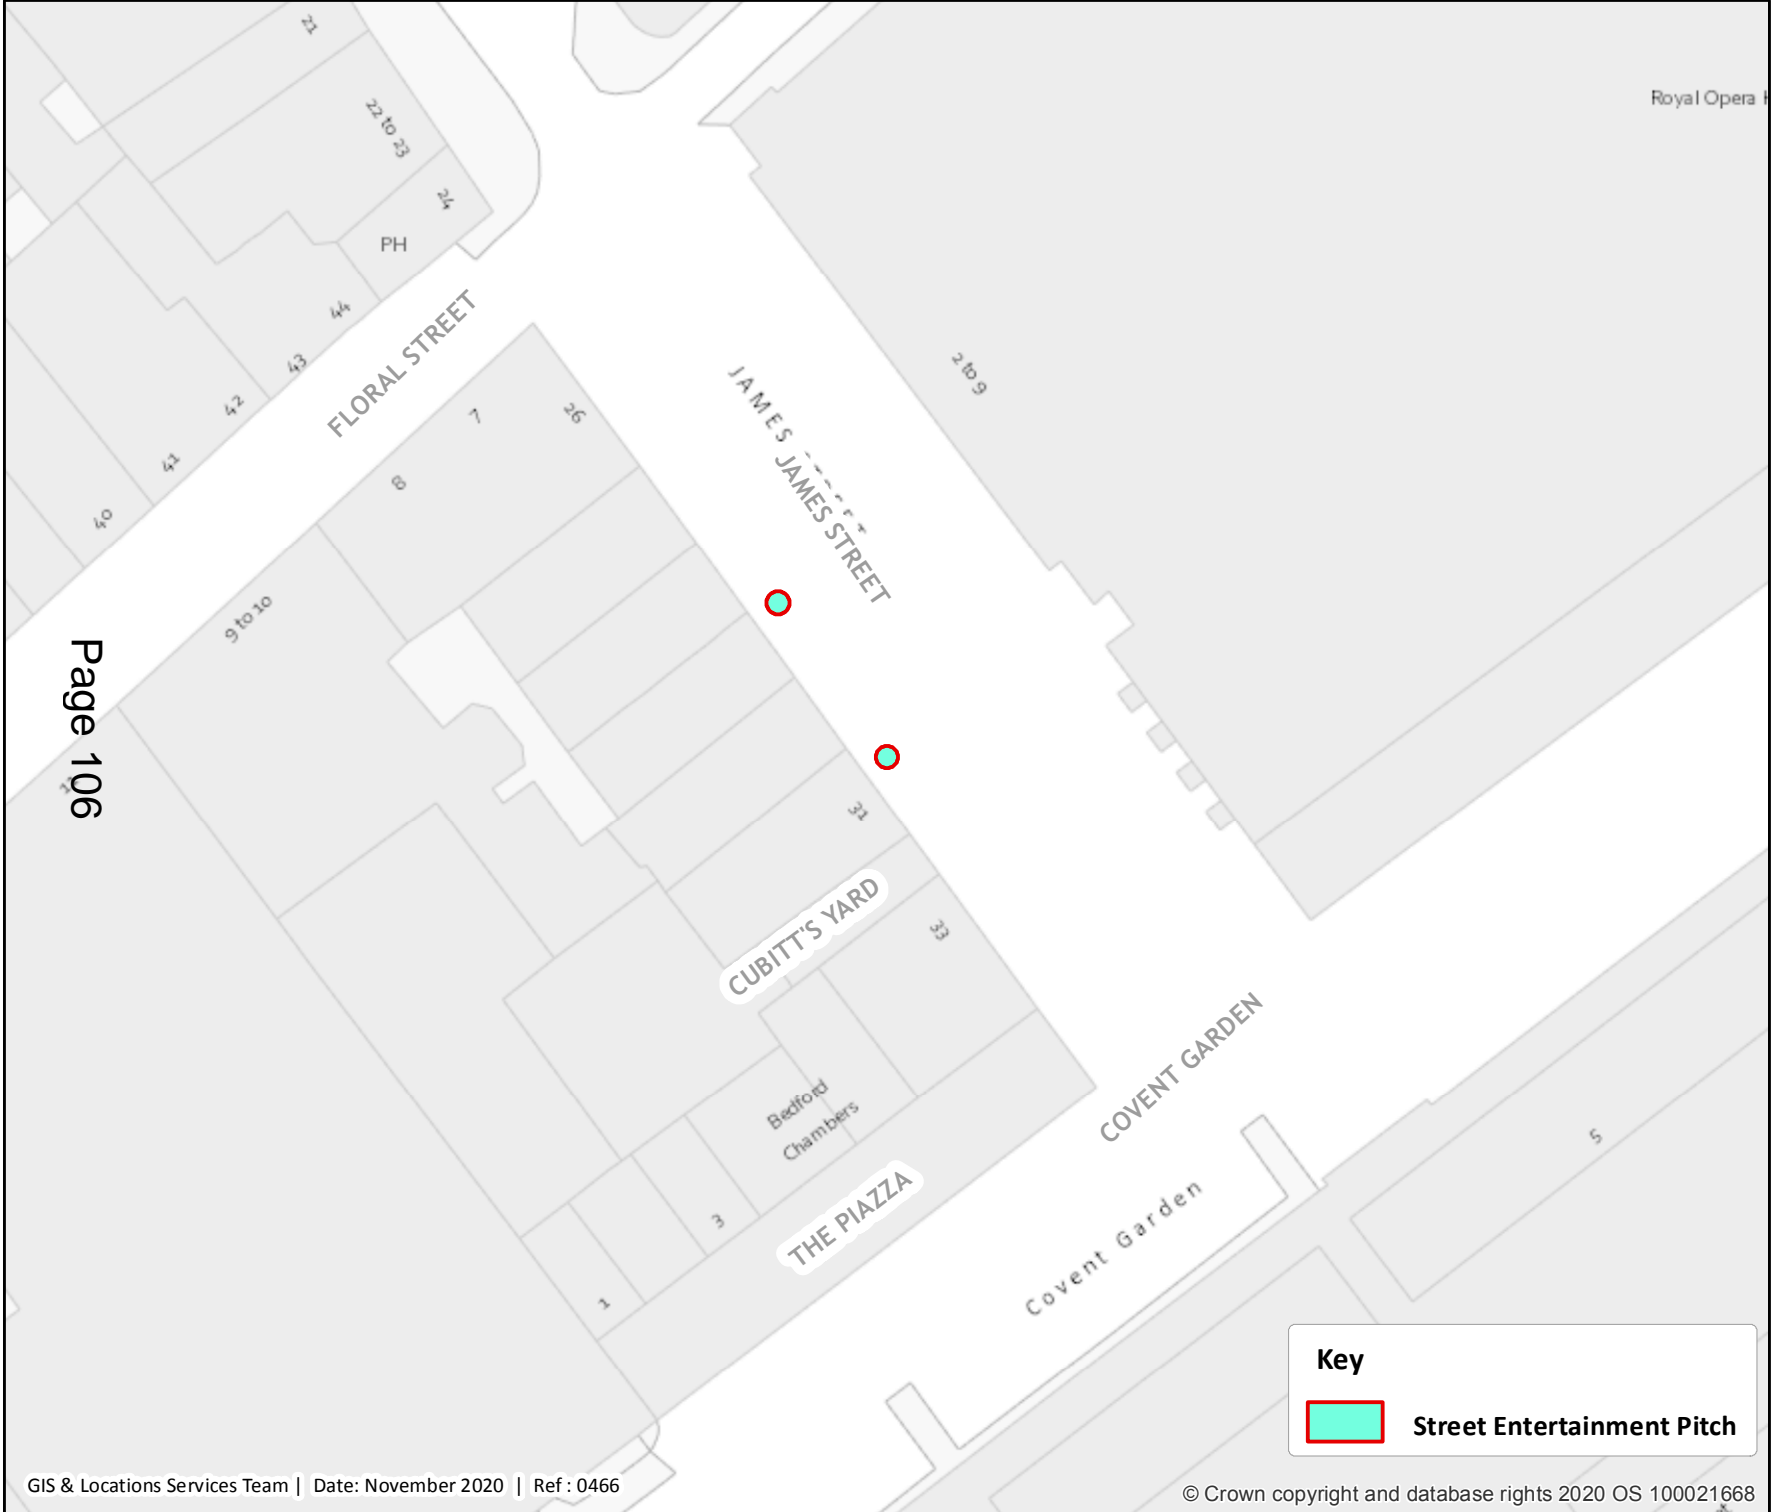 21
22 to 23
24
PH
Royal Opera
44
43
42
41
40
FLORAL STREET
7
26
8
9 to 10
JAMES
JAMES STREET
2 to 9
Page 106
31
CUBITT'S YARD
33
COVENT GARDEN
Bedford
Chambers
THE PIAZZA
Covent Garden
3
1
5
Key
Street Entertainment Pitch
GIS & Locations Services Team | Date: November 2020 | Ref : 0466
© Crown copyright and database rights 2020 OS 100021668